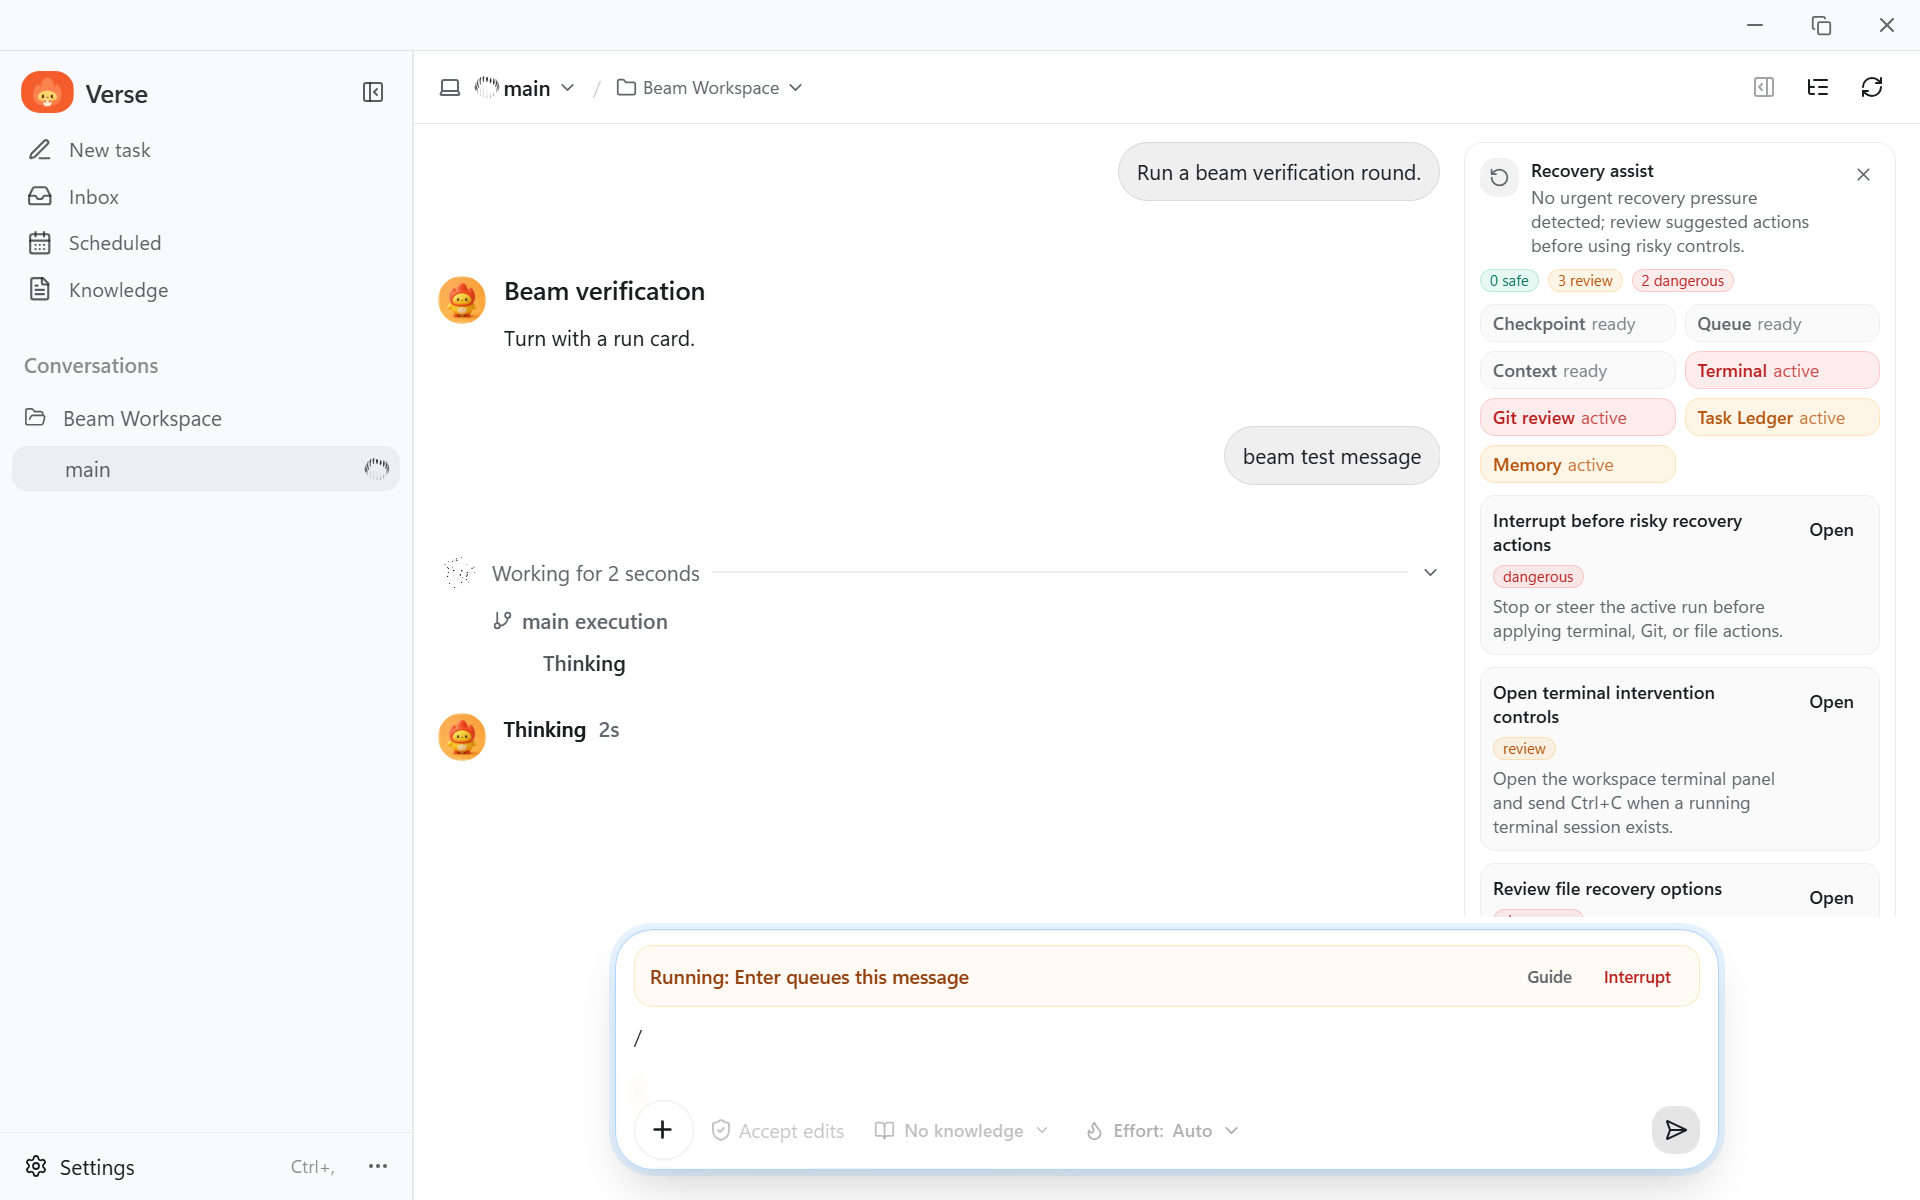 Verse
New task
Inbox
Scheduled
Knowledge
Conversations
Beam Workspace
main
Settings
Ctrl+,
main / Beam Workspace
Run a beam verification round.
Beam verification
Turn with a run card.
beam test message
Working for 2 seconds
main execution
Thinking
Thinking 2s
Recovery assist
No urgent recovery pressure
detected; review suggested actions
before using risky controls.
0 safe 3 review 2 dangerous
Checkpoint ready Queue ready
Context ready Terminal active
Git review active Task Ledger active
Memory active
Interrupt before risky recovery
actions
Open
dangerous
Stop or steer the active run before
applying terminal, Git, or file actions.
Open terminal intervention
controls
Open
review
Open the workspace terminal panel
and send Ctrl+C when a running
terminal session exists.
Review file recovery options
Open
Running: Enter queues this message
Guide Interrupt
/
Accept edits No knowledge Effort: Auto